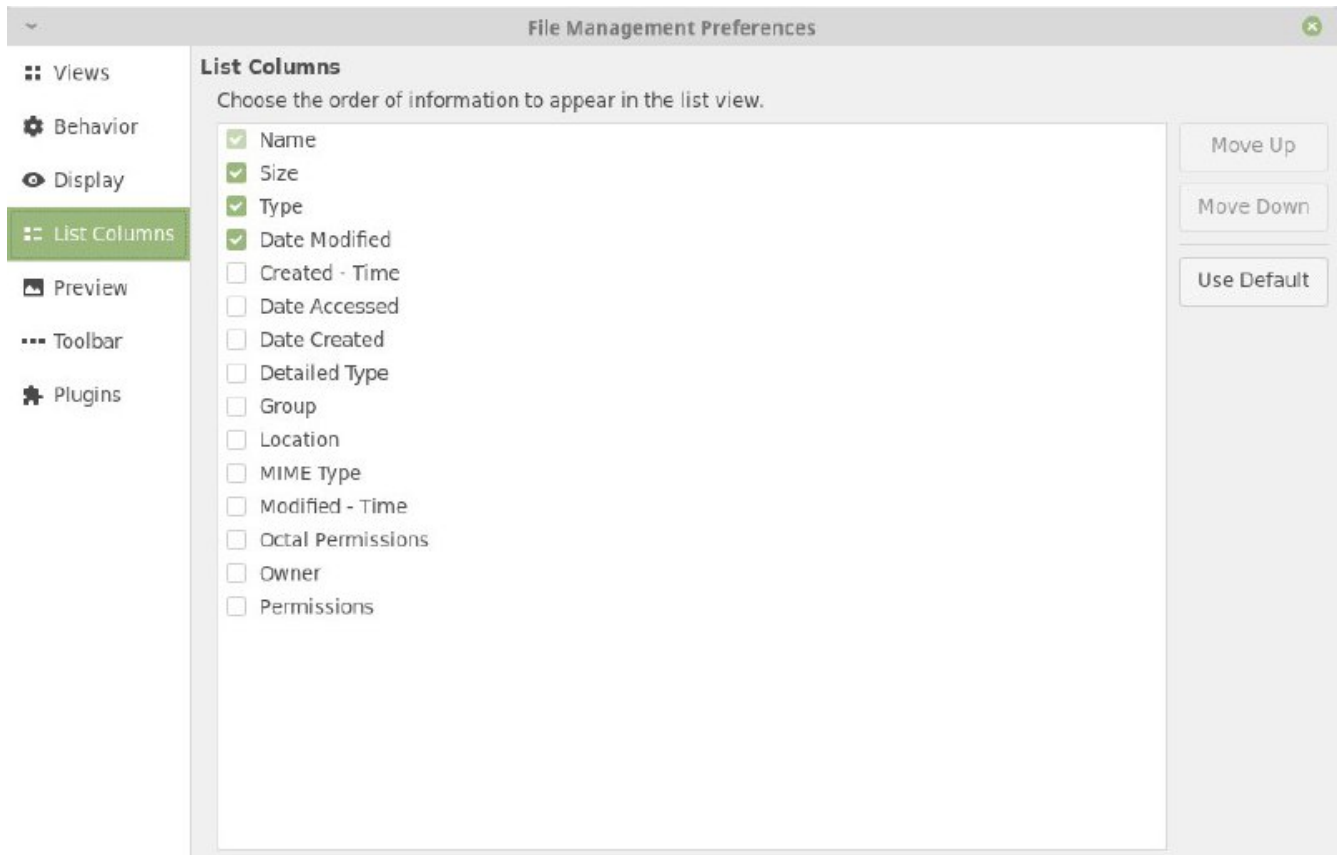 File Management Preferences
Views
Behavior
Display
List Columns
Preview
Toolbar
Plugins
List Columns
Choose the order of information to appear in the list view.
Name
Size
Type
Date Modified
Created - Time
Date Accessed
Date Created
Detailed Type
Group
Location
MIME Type
Modified - Time
Octal Permissions
Owner
Permissions
Move Up
Move Down
Use Default